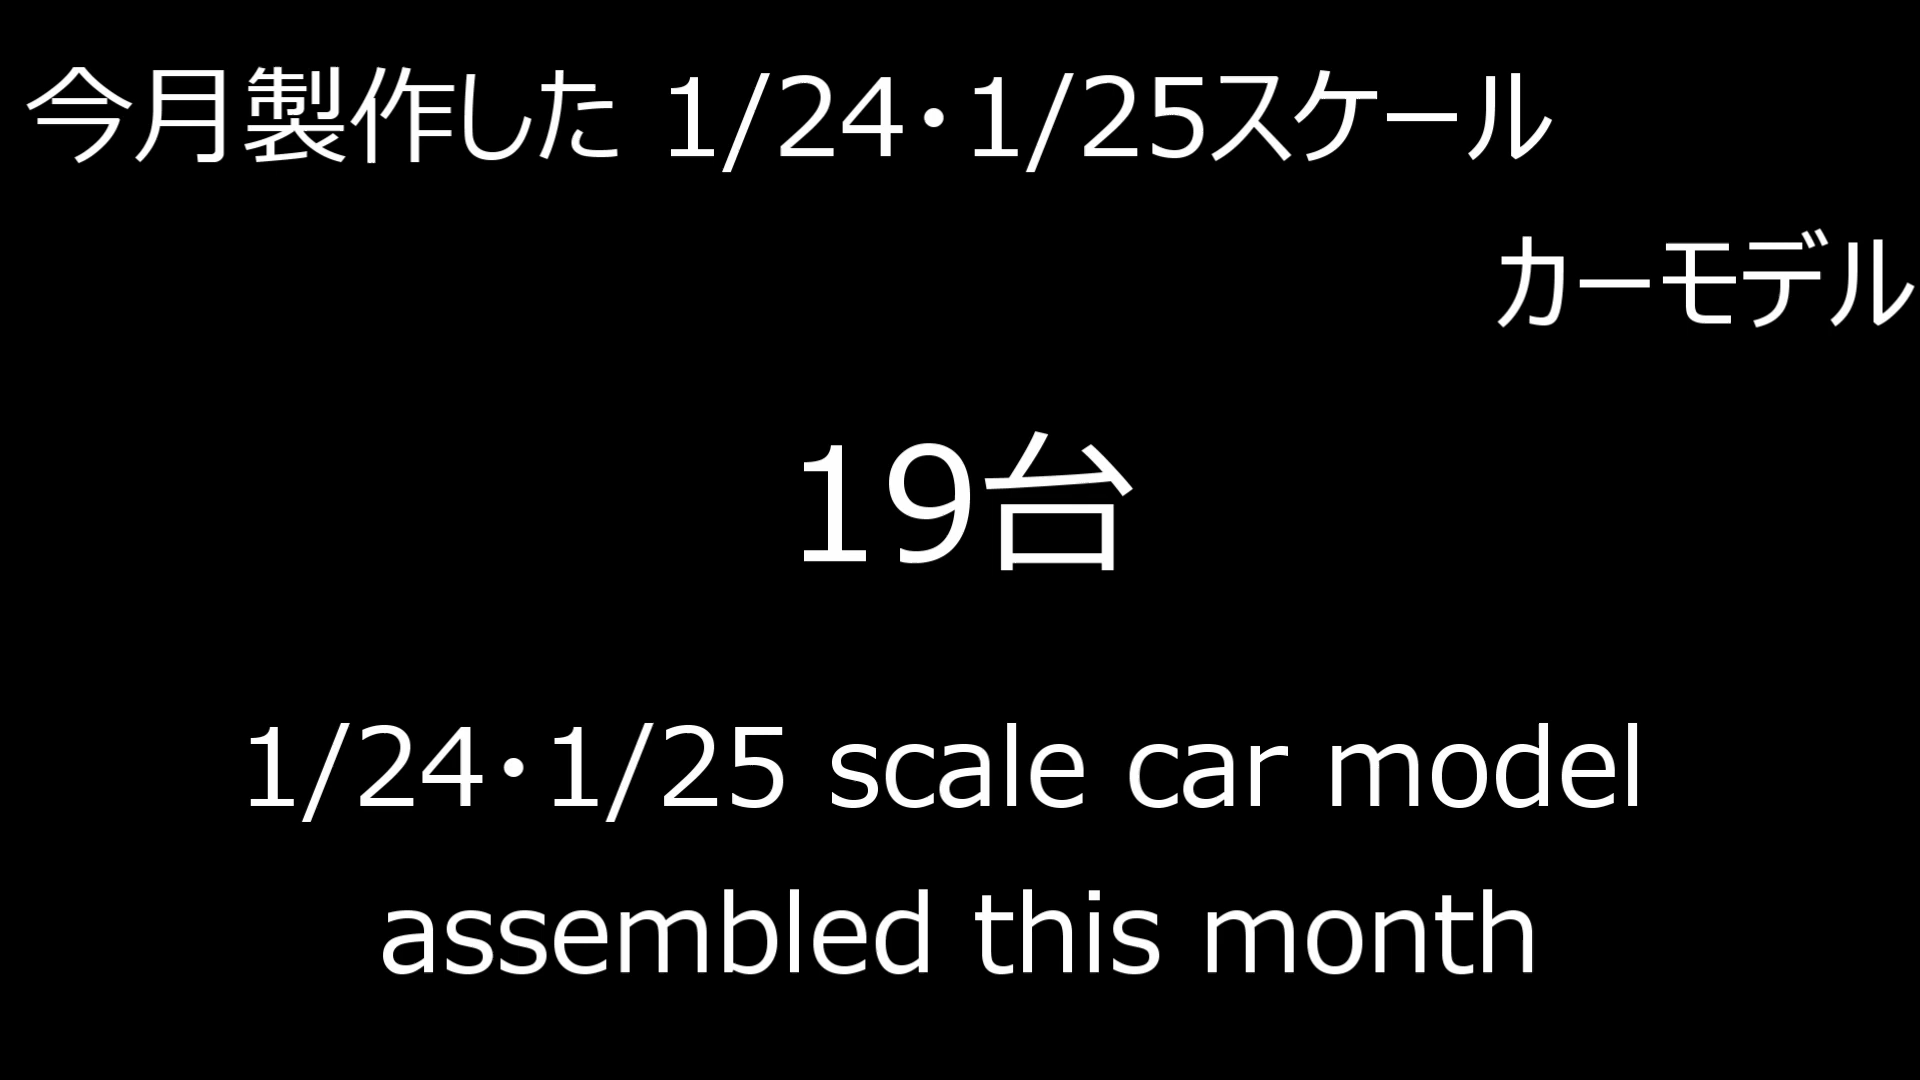 今月製作した 1/24・1/25スケール
カーモデル
19台
1/24・1/25 scale car model
assembled this month